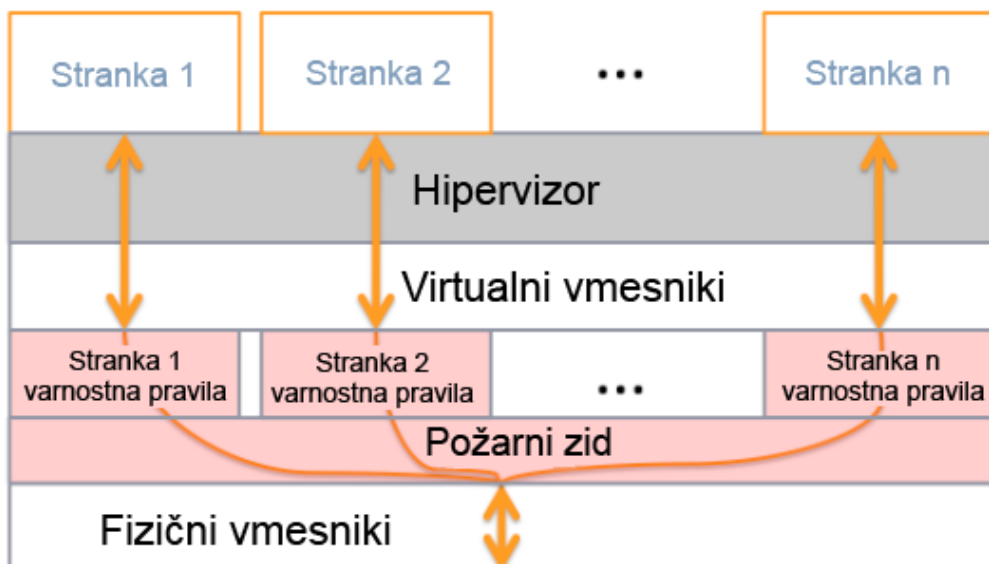 Stranka 1
Stranka 2
...
Stranka n
Hipervizor
Virtualni vmesniki
Stranka 1
varnostna pravila
Stranka 2
varnostna pravila
...
Stranka n
varnostna pravila
Požarni zid
Fizični vmesniki